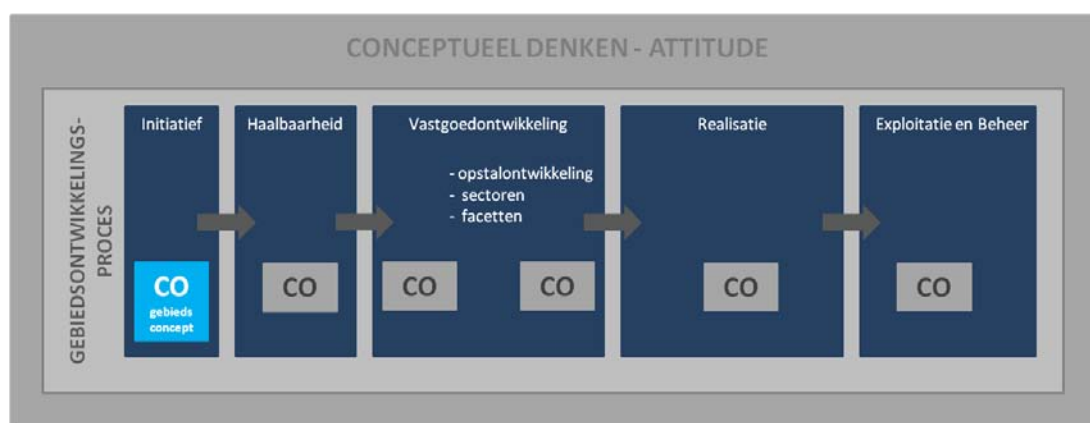 CONCEPTUEEL DENKEN - ATTITUDE
GEBIEDSONTWIKKELINGS-
PROCES
Initiatief
Haalbaarheid
Vastgoedontwikkeling
Realisatie
Exploitatie en Beheer
- opstalontwikkeling
- sectoren
- facetten
CO
gebieds
concept
CO
CO
CO
CO
CO